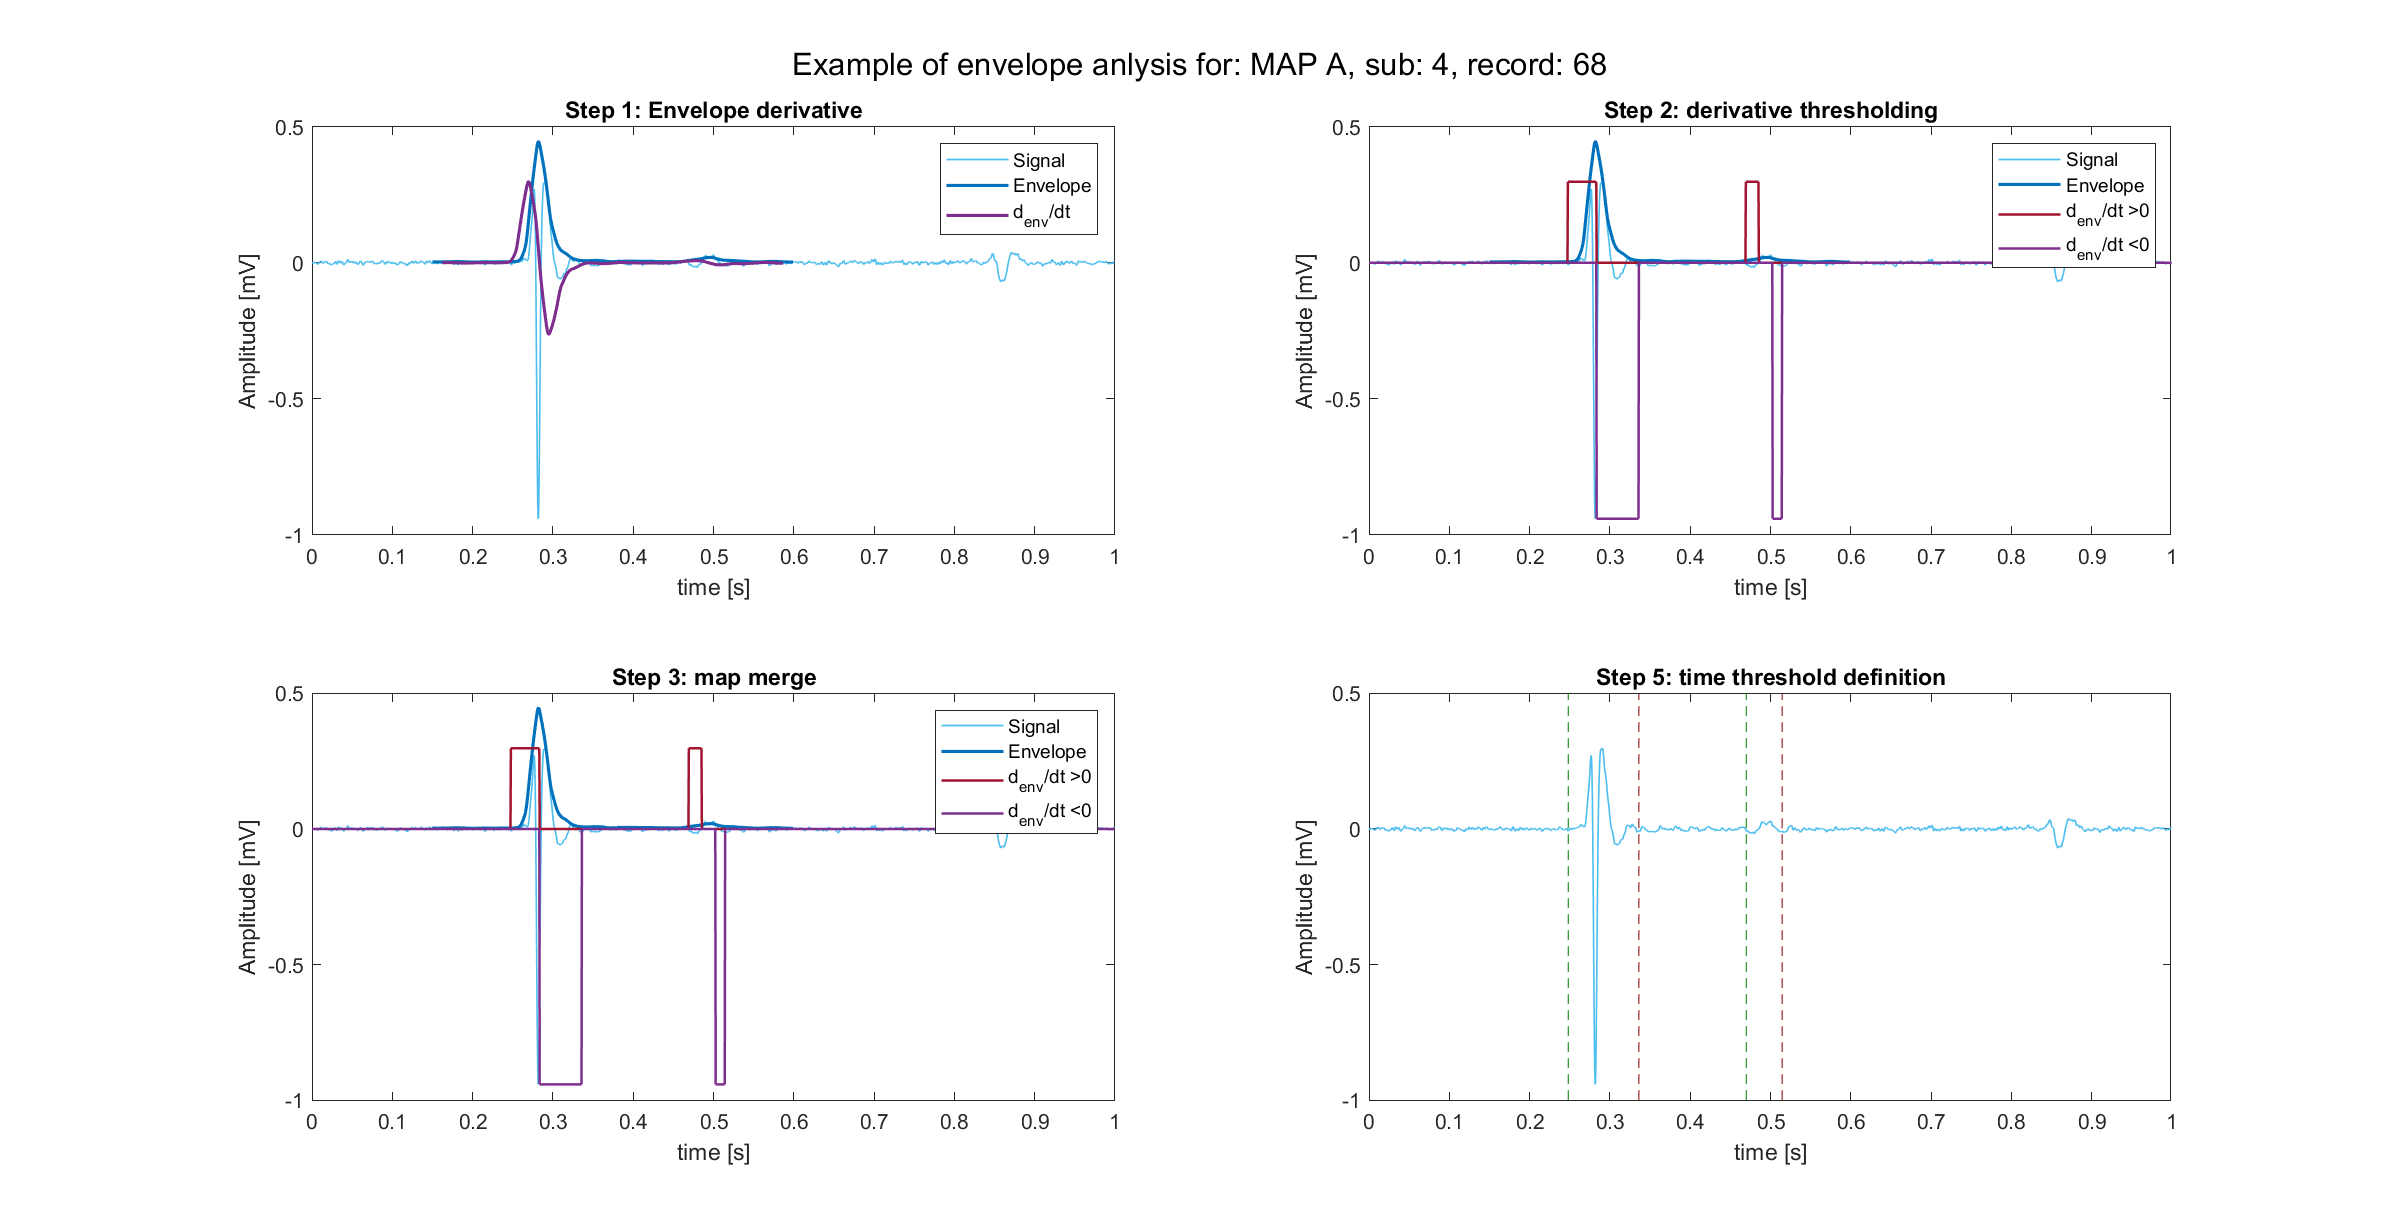 Example of envelope anlysis for: MAP A, sub: 4, record: 68
Step 1: Envelope derivative
0.5
0
-0.5
-1
Amplitude [mV]
0 0.1 0.2 0.3 0.4 0.5 0.6 0.7 0.8 0.9 1
time [s]
Signal
Envelope
d_env/dt
Step 2: derivative thresholding
0.5
0
-0.5
-1
Amplitude [mV]
0 0.1 0.2 0.3 0.4 0.5 0.6 0.7 0.8 0.9 1
time [s]
Signal
Envelope
d_env/dt >0
d_env/dt <0
Step 3: map merge
0.5
0
-0.5
-1
Amplitude [mV]
0 0.1 0.2 0.3 0.4 0.5 0.6 0.7 0.8 0.9 1
time [s]
Signal
Envelope
d_env/dt >0
d_env/dt <0
Step 5: time threshold definition
0.5
0
-0.5
-1
Amplitude [mV]
0 0.1 0.2 0.3 0.4 0.5 0.6 0.7 0.8 0.9 1
time [s]